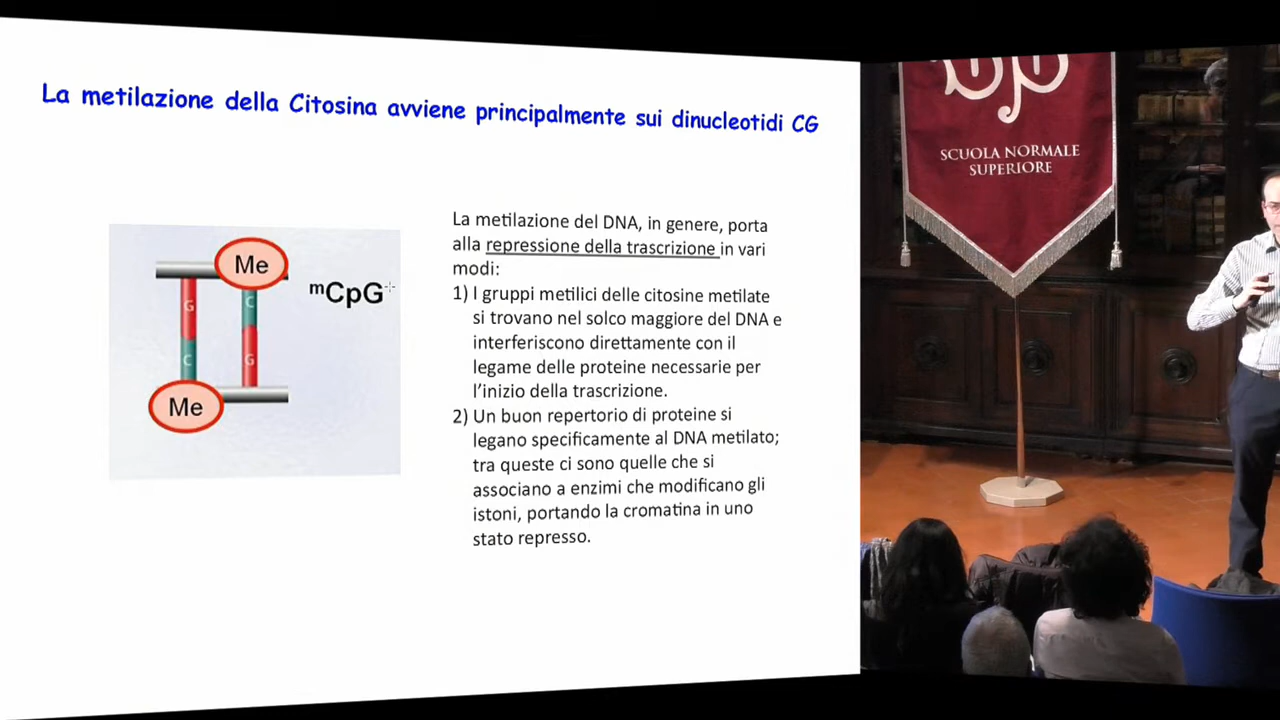 La metilazione della Citosina avviene principalmente sui dinucleotidi CG
Me
G
C
mCpG
C
G
Me
La metilazione del DNA, in genere, porta
alla repressione della trascrizione in vari
modi:
1) I gruppi metilici delle citosine metilate
si trovano nel solco maggiore del DNA e
interferiscono direttamente con il
legame delle proteine necessarie per
l'inizio della trascrizione.
2) Un buon repertorio di proteine si
legano specificamente al DNA metilato;
tra queste ci sono quelle che si
associano a enzimi che modificano gli
istoni, portando la cromatina in uno
stato represso.
SCUOLA NORMALE
SUPERIORE